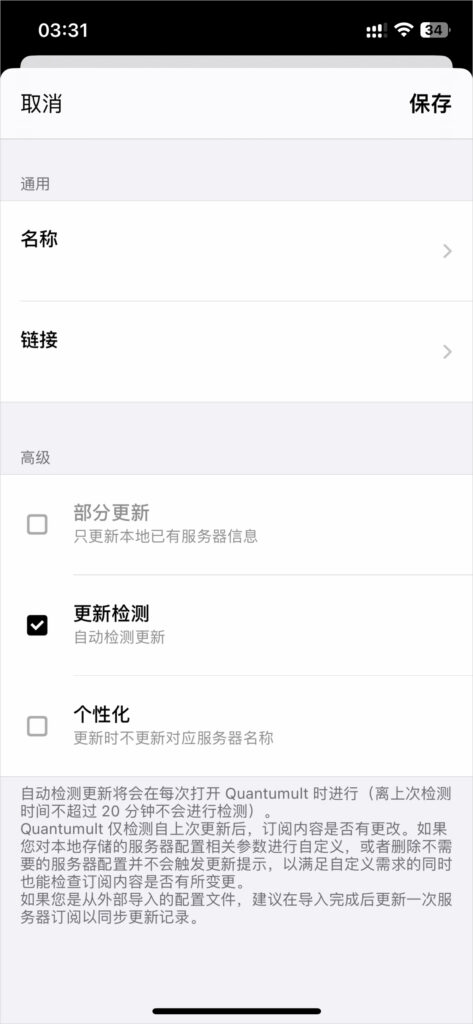 03:31
34
取消
保存
通用
名称
链接
高级
部分更新
只更新本地已有服务器信息
更新检测
自动检测更新
个性化
更新时不更新对应服务器名称
自动检测更新将会在每次打开 Quantumult 时进行（离上次检测
时间不超过 20 分钟不会进行检测）。
Quantumult 仅检测自上次更新后，订阅内容是否有更改。如果
您对本地存储的服务器配置相关参数进行自定义，或者删除不需
要的服务器配置并不会触发更新提示，以满足自定义需求的同时
也能检查订阅内容是否有所变更。
如果您是从外部导入的配置文件，建议在导入完成后更新一次服
务器订阅以同步更新记录。